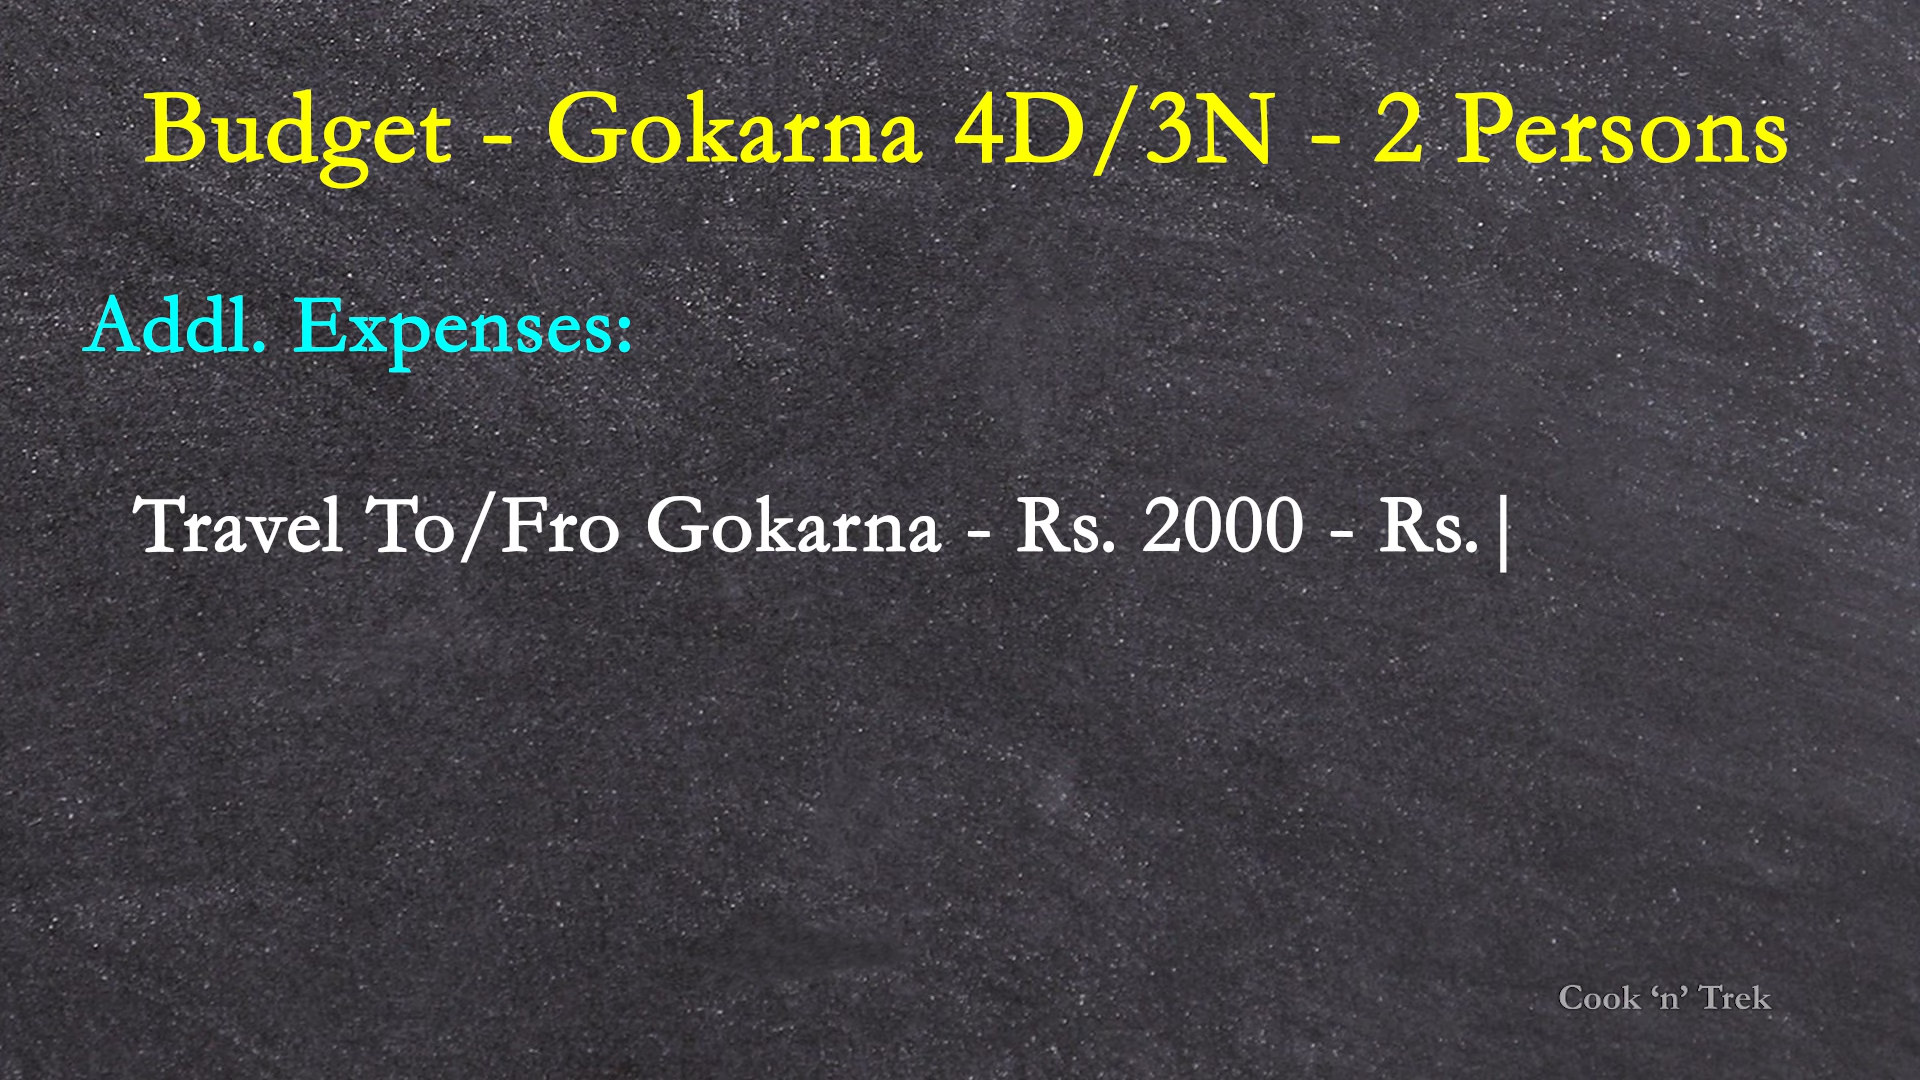 Budget - Gokarna 4D/3N - 2 Persons
Addl. Expenses:
Travel To/Fro Gokarna - Rs. 2000 - Rs.|
Cook ‘n’ Trek